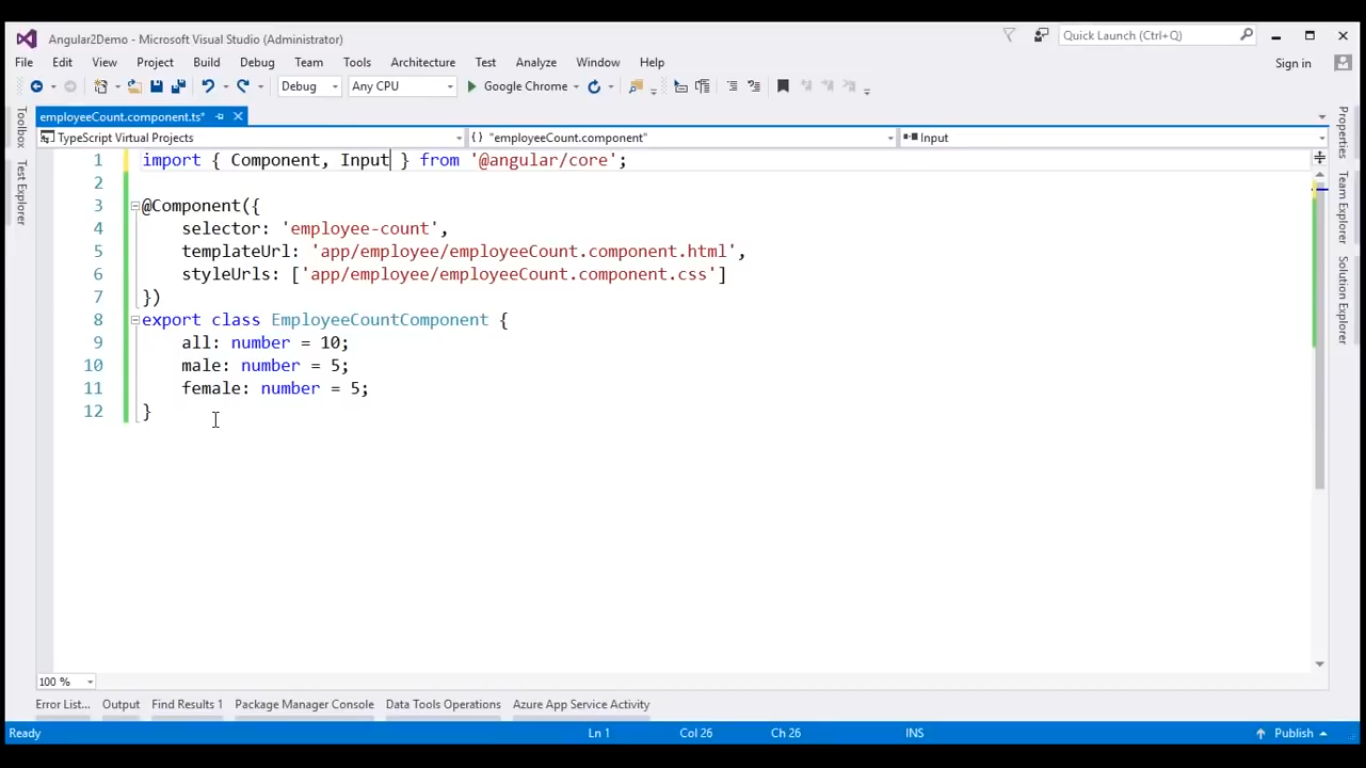 Angular2Demo - Microsoft Visual Studio (Administrator)
Quick Launch (Ctrl+Q)
File Edit View Project Build Debug Team Tools Architecture Test Analyze Window Help
Sign in
Debug Any CPU Google Chrome
employeeCount.component.ts*
TypeScript Virtual Projects "employeeCount.component" Input
1 import { Component, Input } from '@angular/core';
2
3 @Component({
4 selector: 'employee-count',
5 templateUrl: 'app/employee/employeeCount.component.html',
6 styleUrls: ['app/employee/employeeCount.component.css']
7 })
8 export class EmployeeCountComponent {
9 all: number = 10;
10 male: number = 5;
11 female: number = 5;
12 }
Toolbox
Test Explorer
Properties
Team Explorer
Solution Explorer
100 %
Error List... Output Find Results 1 Package Manager Console Data Tools Operations Azure App Service Activity
Ready Ln 1 Col 26 Ch 26 INS Publish